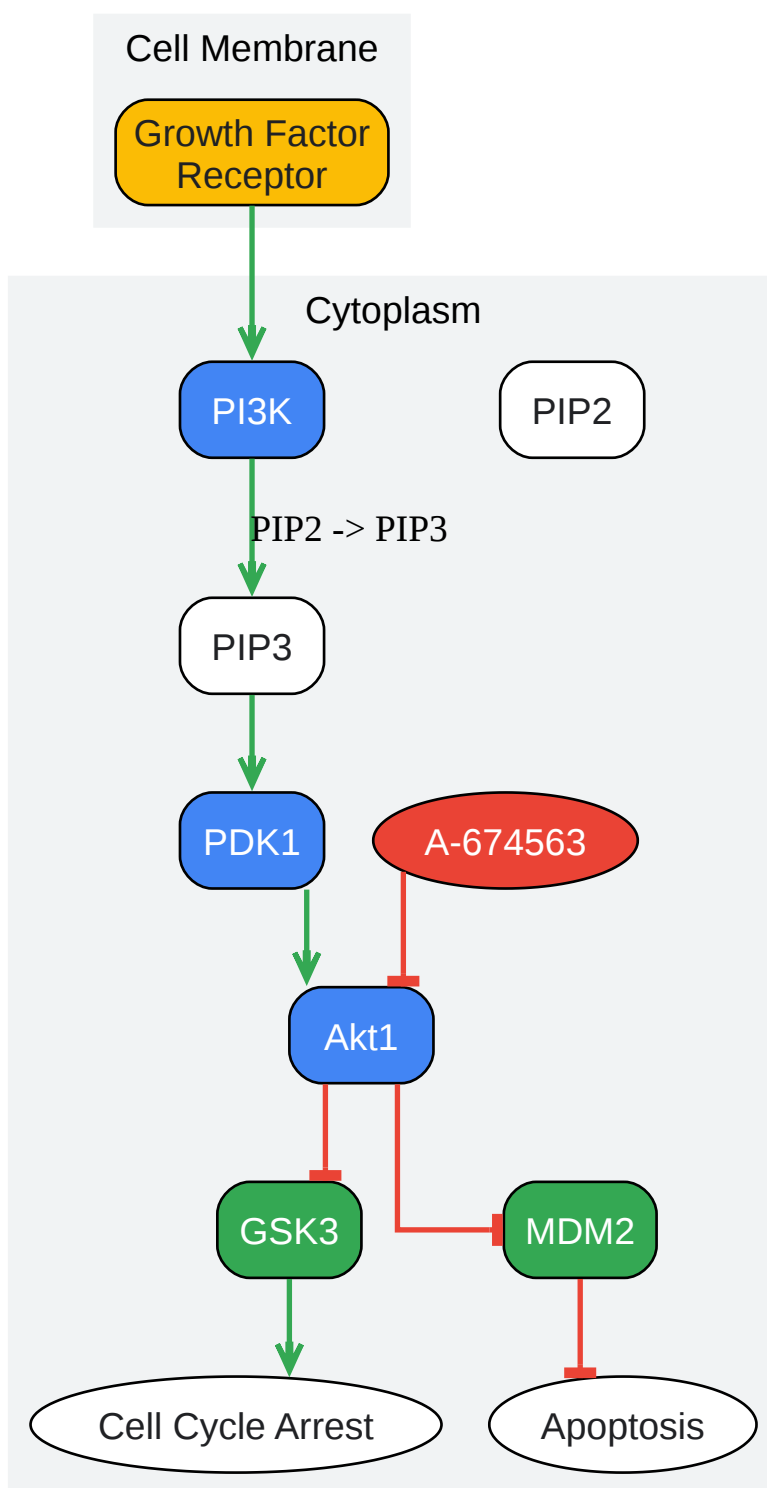 Cell Membrane
Growth Factor
Receptor
Cytoplasm
PI3K
PIP2
PIP2 -> PIP3
PIP3
PDK1
A-674563
Akt1
GSK3
MDM2
Cell Cycle Arrest
Apoptosis